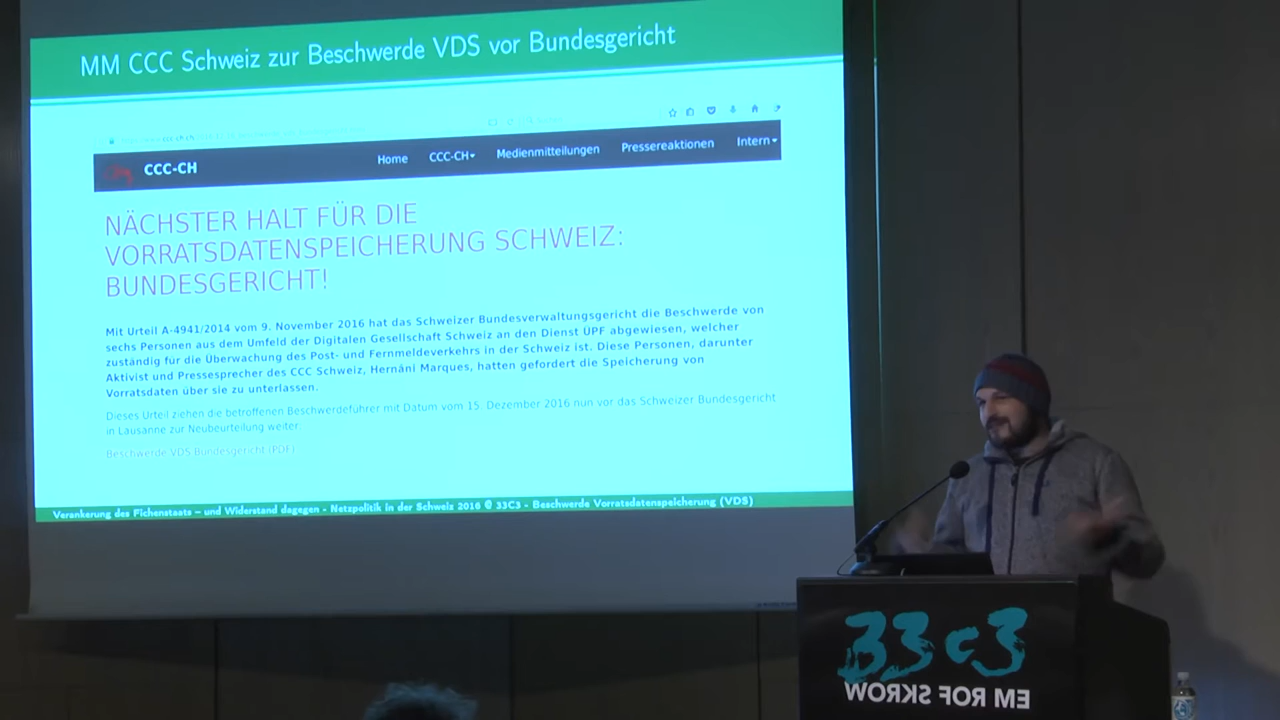 MM CCC Schweiz zur Beschwerde VDS vor Bundesgericht
CCC-CH
Home CCC-CH Medienmitteilungen Pressereaktionen Intern
NÄCHSTER HALT FÜR DIE
VORRATSDATENSPEICHERUNG SCHWEIZ:
BUNDESGERICHT!
Mit Urteil A-4941/2014 vom 9. November 2016 hat das Schweizer Bundesverwaltungsgericht die Beschwerde von
sechs Personen aus dem Umfeld der Digitalen Gesellschaft Schweiz an den Dienst ÜPF abgewiesen, welcher
zuständig für die Überwachung des Post- und Fernmeldeverkehrs in der Schweiz ist. Diese Personen, darunter
Aktivist und Pressesprecher des CCC Schweiz, Hernâni Marques, hatten gefordert die Speicherung von
Vorratsdaten über sie zu unterlassen.
Dieses Urteil ziehen die betroffenen Beschwerdeführer mit Datum vom 15. Dezember 2016 nun vor das Schweizer Bundesgericht
in Lausanne zur Neubeurteilung weiter.
Beschwerde VDS Bundesgericht (PDF)
Verankerung des Fichenstaats – und Widerstand dagegen - Netzpolitik in der Schweiz 2016 @ 33C3 - Beschwerde Vorratsdatenspeicherung (VDS)
33c3
WORKS FOR ME